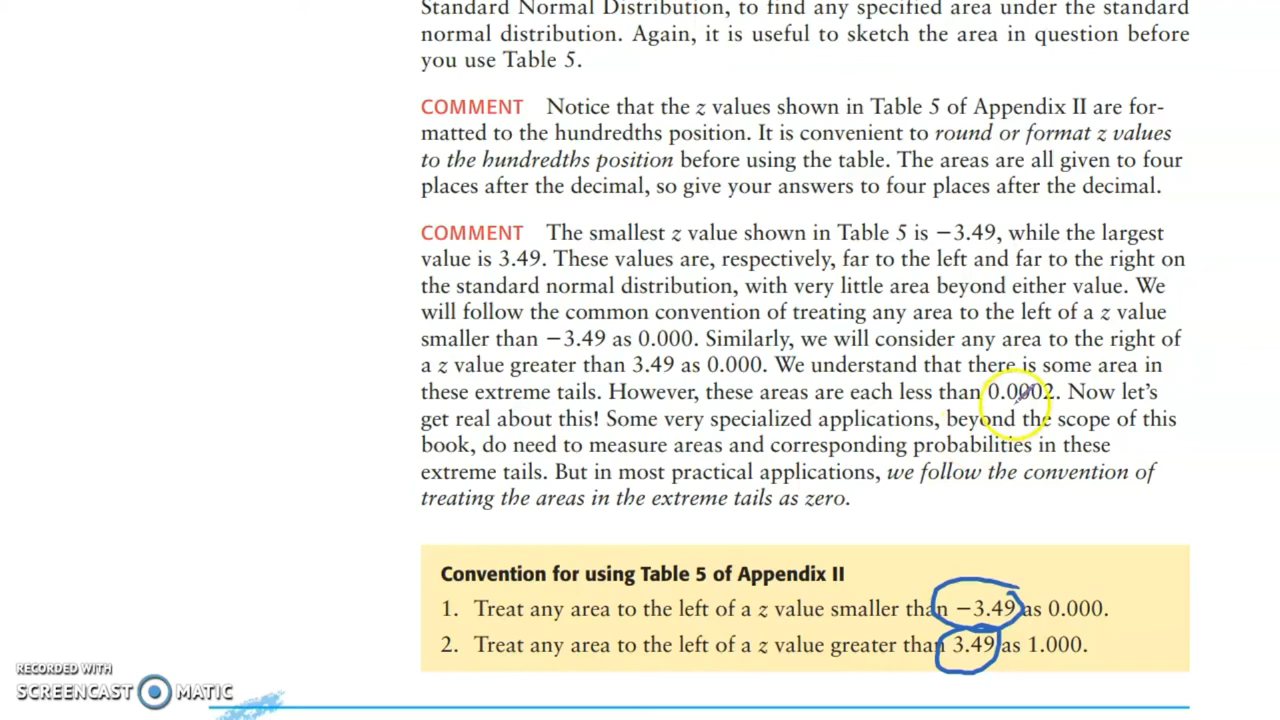 Standard Normal Distribution, to find any specified area under the standard
normal distribution. Again, it is useful to sketch the area in question before
you use Table 5.
COMMENT Notice that the z values shown in Table 5 of Appendix II are for-
matted to the hundredths position. It is convenient to round or format z values
to the hundredths position before using the table. The areas are all given to four
places after the decimal, so give your answers to four places after the decimal.
COMMENT The smallest z value shown in Table 5 is −3.49, while the largest
value is 3.49. These values are, respectively, far to the left and far to the right on
the standard normal distribution, with very little area beyond either value. We
will follow the common convention of treating any area to the left of a z value
smaller than −3.49 as 0.000. Similarly, we will consider any area to the right of
a z value greater than 3.49 as 0.000. We understand that there is some area in
these extreme tails. However, these areas are each less than 0.0002. Now let's
get real about this! Some very specialized applications, beyond the scope of this
book, do need to measure areas and corresponding probabilities in these
extreme tails. But in most practical applications, we follow the convention of
treating the areas in the extreme tails as zero.
Convention for using Table 5 of Appendix II
1. Treat any area to the left of a z value smaller than −3.49 as 0.000.
2. Treat any area to the left of a z value greater than 3.49 as 1.000.
RECORDED WITH
SCREENCAST MATIC